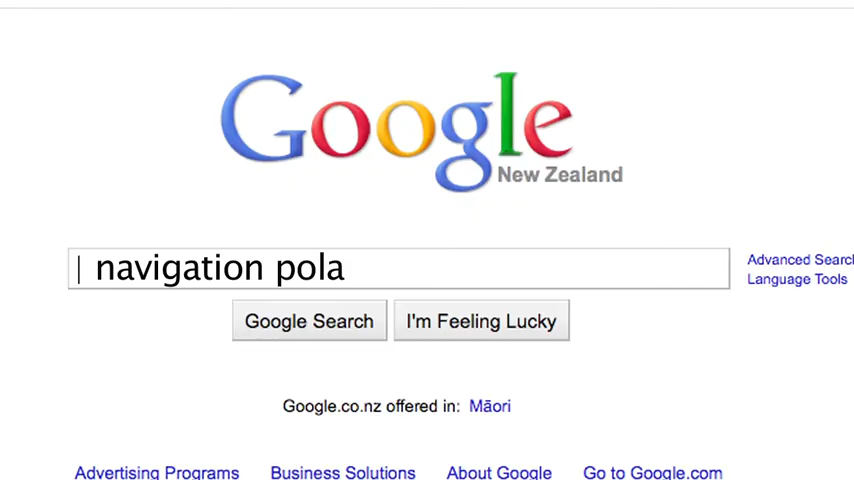 Google
New Zealand
navigation pola
Advanced Search
Language Tools
Google Search
I'm Feeling Lucky
Google.co.nz offered in: Māori
Advertising Programs Business Solutions About Google Go to Google.com